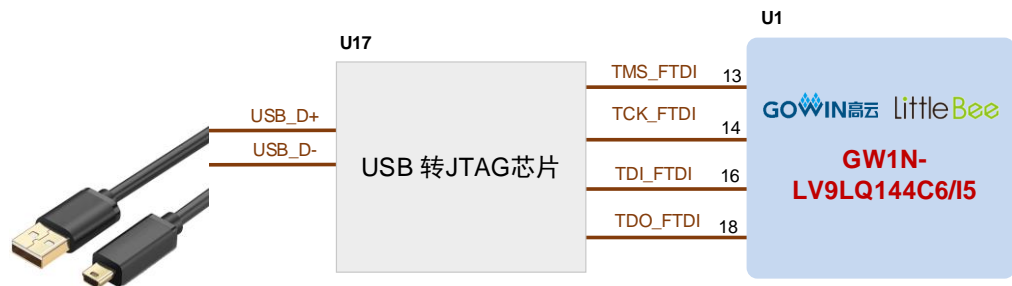 U1
U17
TMS_FTDI 13
GOWIN高云 LittleBee
USB_D+
TCK_FTDI 14
USB_D-
USB 转JTAG芯片
GW1N-
LV9LQ144C6/I5
TDI_FTDI 16
TDO_FTDI 18